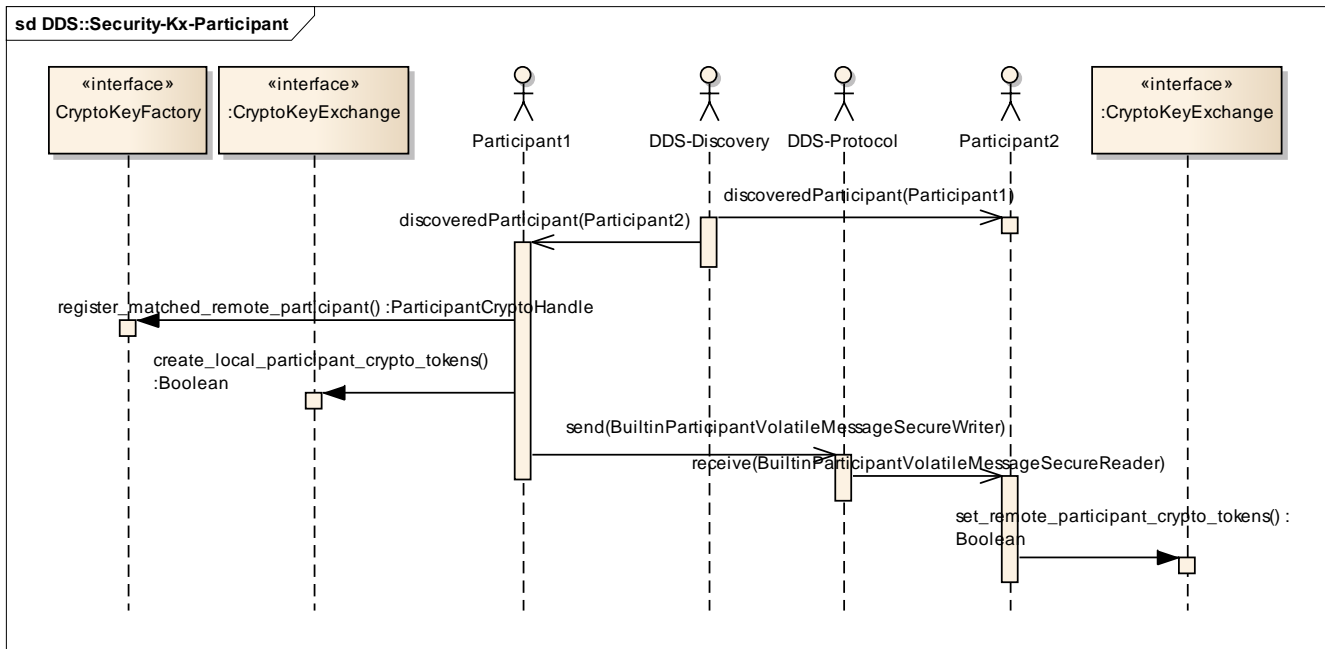 sd DDS::Security-Kx-Participant
«interface»
CryptoKeyFactory
«interface»
:CryptoKeyExchange
Participant1
DDS-Discovery
DDS-Protocol
Participant2
«interface»
:CryptoKeyExchange
discoveredParticipant(Participant1)
discoveredParticipant(Participant2)
register_matched_remote_participant() :ParticipantCryptoHandle
create_local_participant_crypto_tokens()
:Boolean
send(BuiltinParticipantVolatileMessageSecureWriter)
receive(BuiltinParticipantVolatileMessageSecureReader)
set_remote_participant_crypto_tokens() :
Boolean